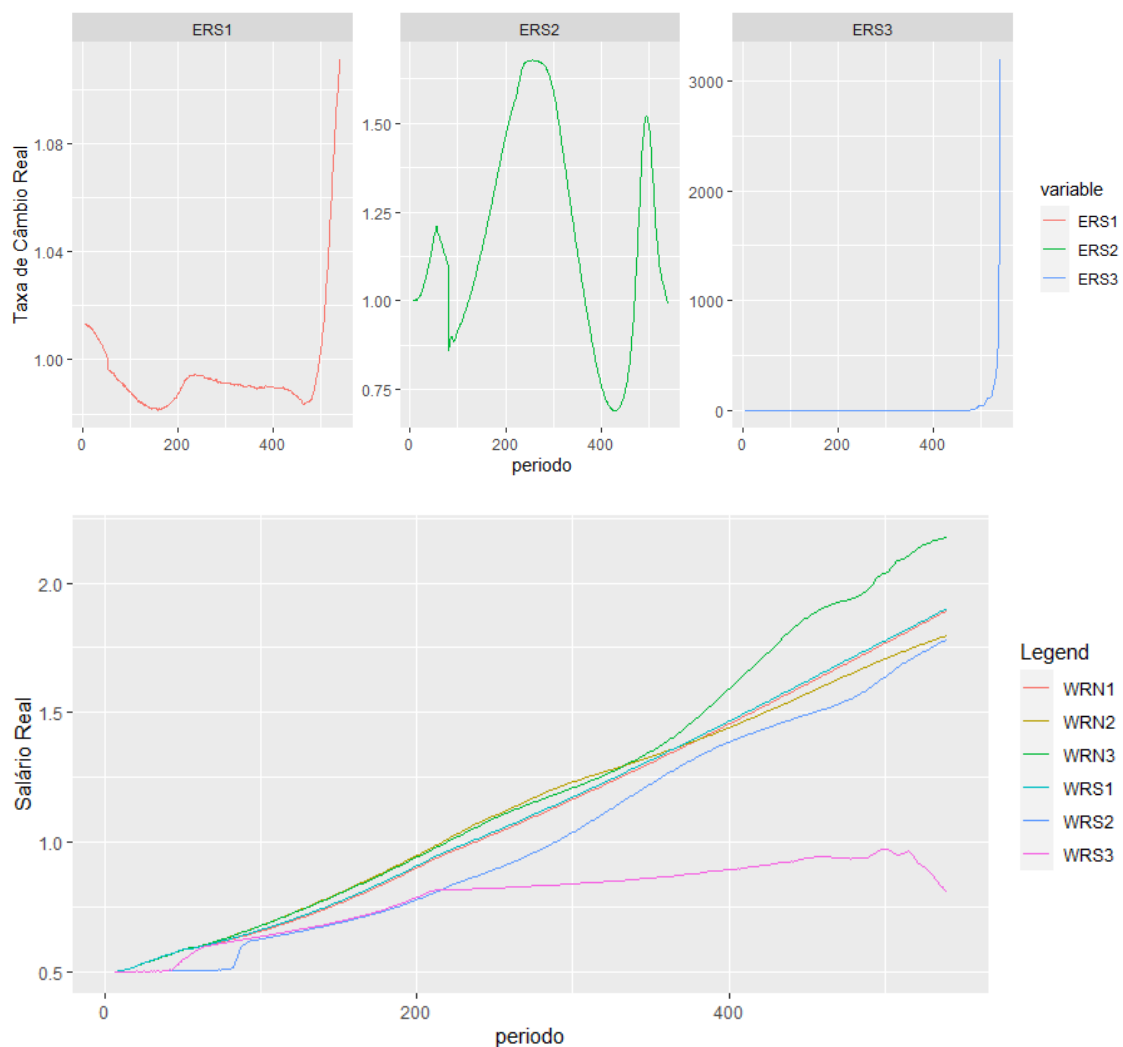 ERS1 ERS2 ERS3
Taxa de Câmbio Real
1.08
1.04
1.00
0 200 400
1.50
1.25
1.00
0.75
0 200 400
3000
2000
1000
0
0 200 400
periodo
variable
ERS1
ERS2
ERS3
Salário Real
2.0
1.5
1.0
0.5
0 200 400
periodo
Legend
WRN1
WRN2
WRN3
WRS1
WRS2
WRS3